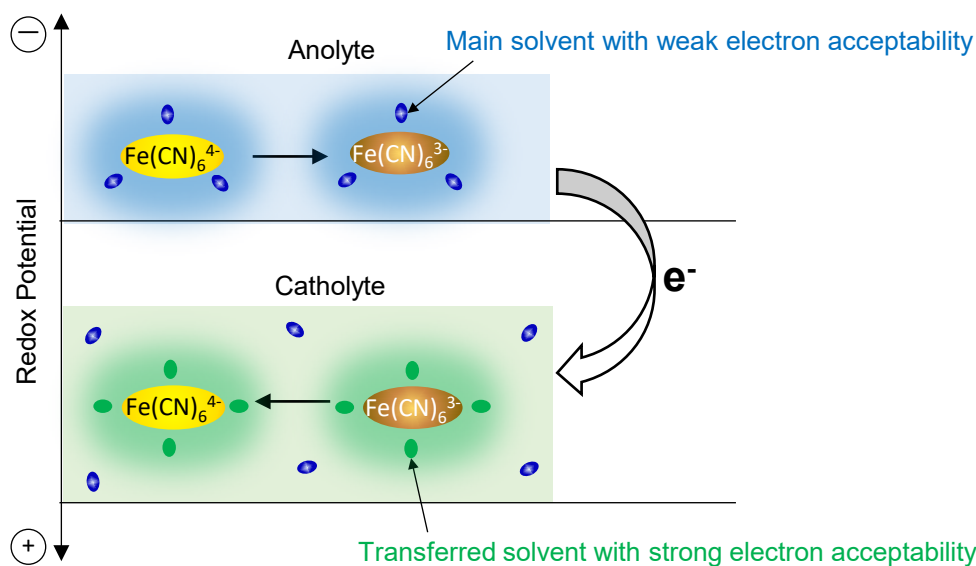 −
Main solvent with weak electron acceptability
Anolyte
Fe(CN)₆⁴⁻
Fe(CN)₆³⁻
Redox Potential
e⁻
Catholyte
Fe(CN)₆⁴⁻
Fe(CN)₆³⁻
+
Transferred solvent with strong electron acceptability